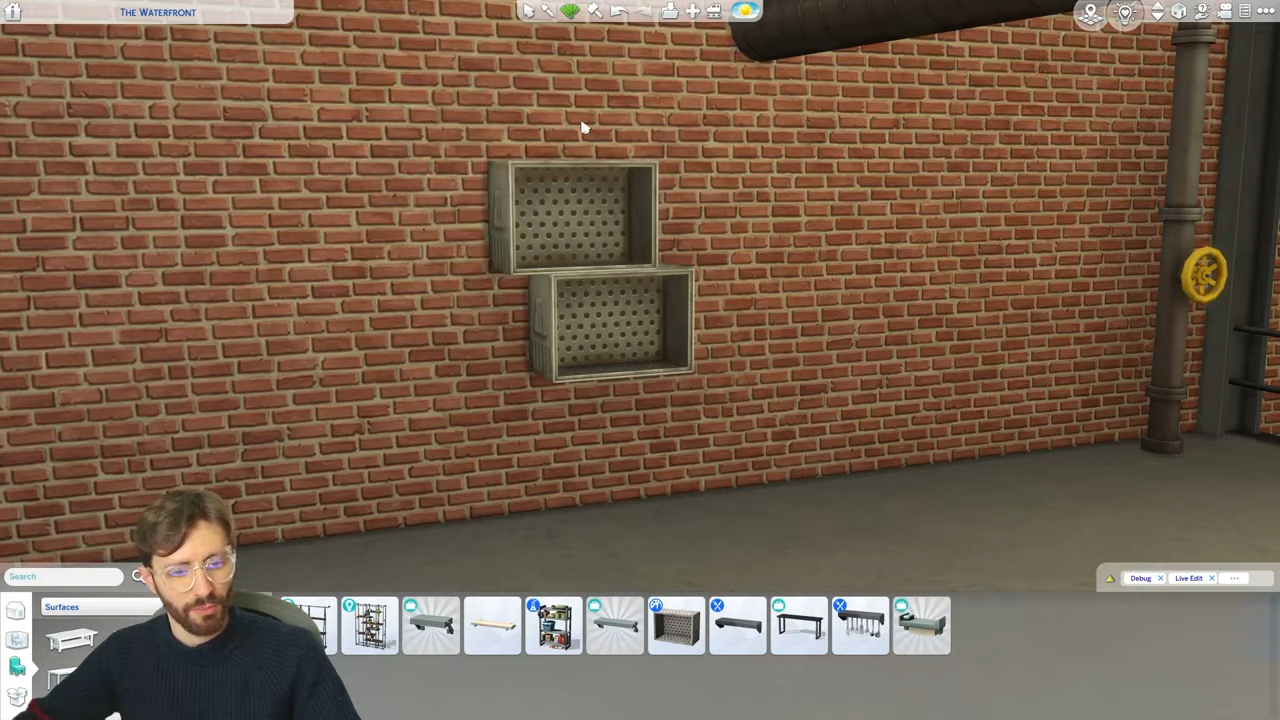 THE WATERFRONT
Search
Debug
Live Edit
Surfaces